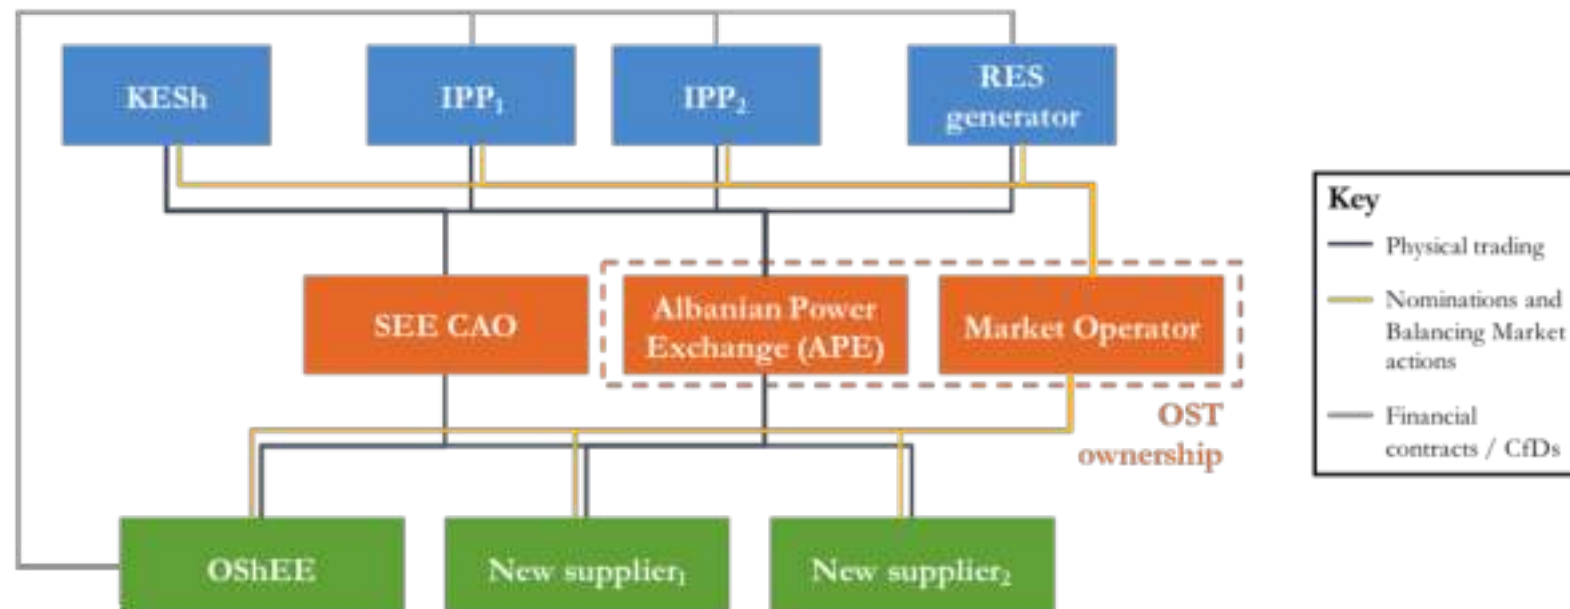 KESh
IPP₁
IPP₂
RES
generator
Key
Physical trading
Nominations and
Balancing Market
actions
Financial
contracts / CfDs
SEE CAO
Albanian Power
Exchange (APE)
Market Operator
OST
ownership
OShEE
New supplier₁
New supplier₂